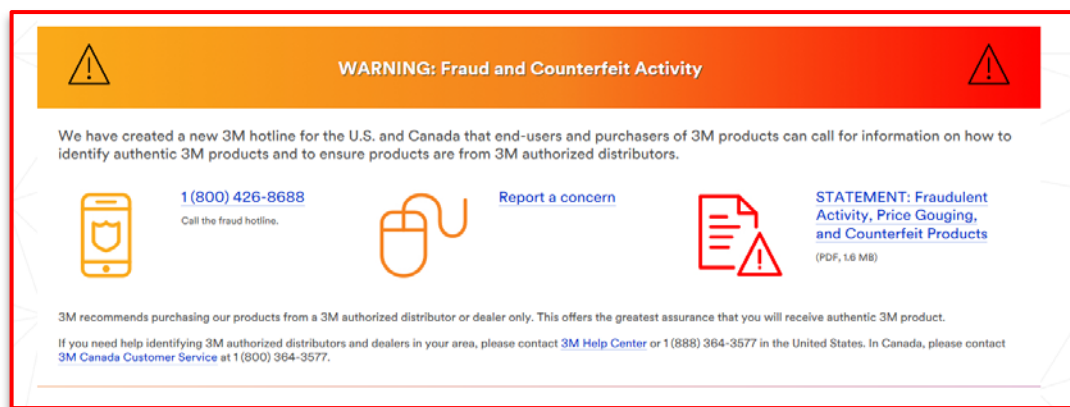 WARNING: Fraud and Counterfeit Activity
We have created a new 3M hotline for the U.S. and Canada that end-users and purchasers of 3M products can call for information on how to
identify authentic 3M products and to ensure products are from 3M authorized distributors.
1 (800) 426-8688
Call the fraud hotline.
Report a concern
STATEMENT: Fraudulent
Activity, Price Gouging,
and Counterfeit Products
(PDF, 1.6 MB)
3M recommends purchasing our products from a 3M authorized distributor or dealer only. This offers the greatest assurance that you will receive authentic 3M product.
If you need help identifying 3M authorized distributors and dealers in your area, please contact 3M Help Center or 1 (888) 364-3577 in the United States. In Canada, please contact
3M Canada Customer Service at 1 (800) 364-3577.